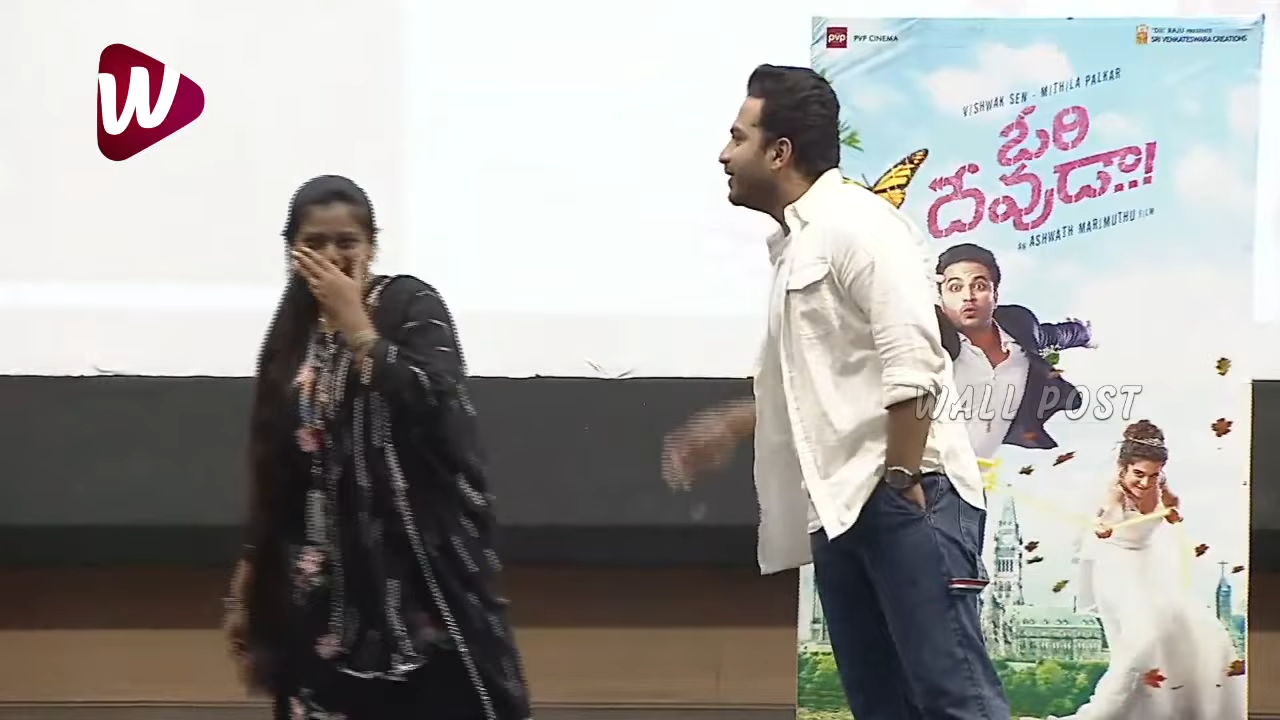 W
PVP CINEMA
pvp
"DIL" RAJU PRESENTS
SRI VENKATESWARA CREATIONS
VISHWAK SEN - MITHILA PALKAR
ఓరి
దేవుడా..!
AN ASHWATH MARIMUTHU FILM
WALL POST